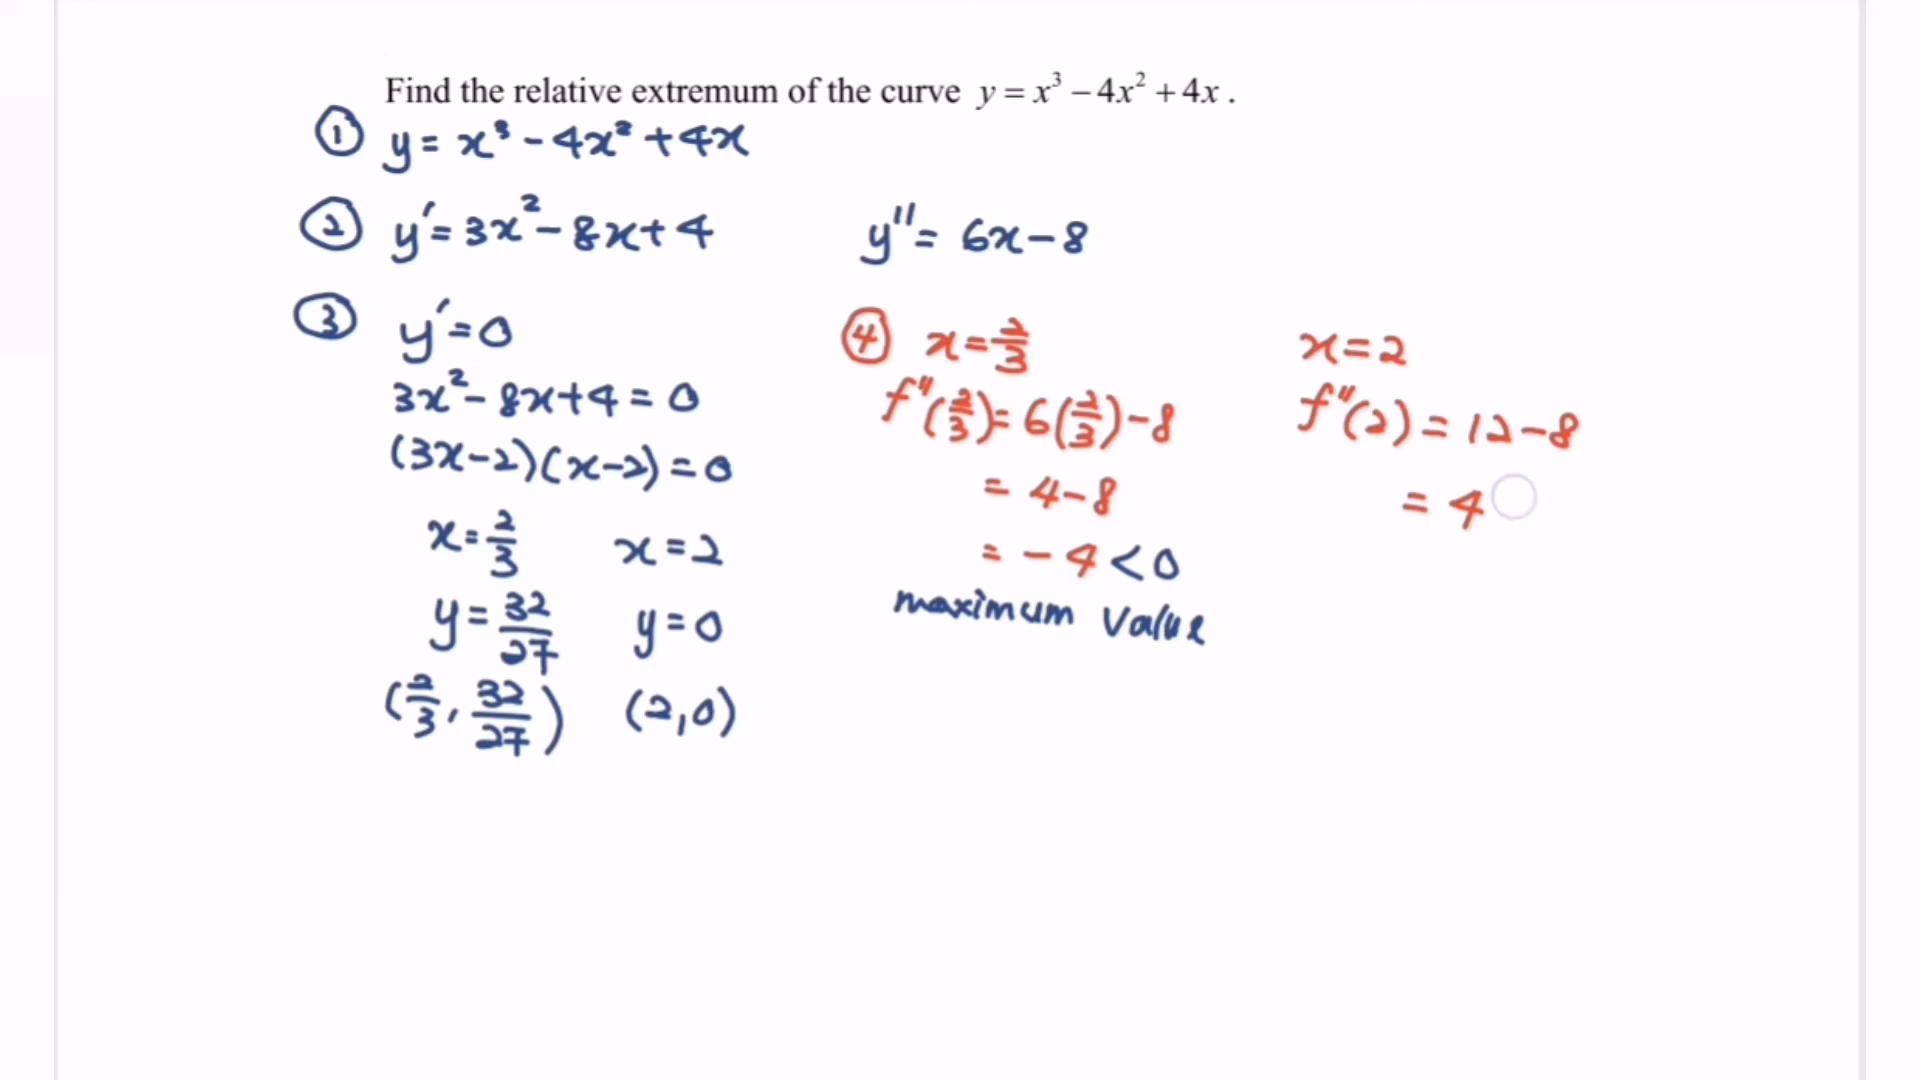 Find the relative extremum of the curve y = x³ − 4x² + 4x .
① y = x³ - 4x² + 4x
② y' = 3x² - 8x + 4
y'' = 6x - 8
③ y' = 0
3x² - 8x + 4 = 0
(3x - 2)(x - 2) = 0
x = 2/3 x = 2
y = 32/27 y = 0
(2/3, 32/27) (2,0)
④ x = 2/3
f''(2/3) = 6(2/3) - 8
= 4 - 8
= - 4 < 0
maximum value
x = 2
f''(2) = 12 - 8
= 4